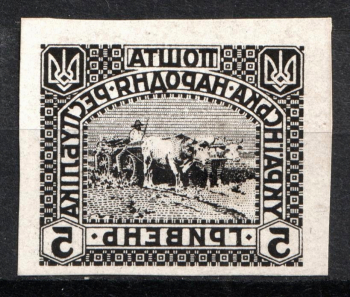 ПОШТА
УКРАЇНСЬКА·НАРОДНЯ·РЕСПУБЛІКА
5 ·ГРИВЕНЬ· 5